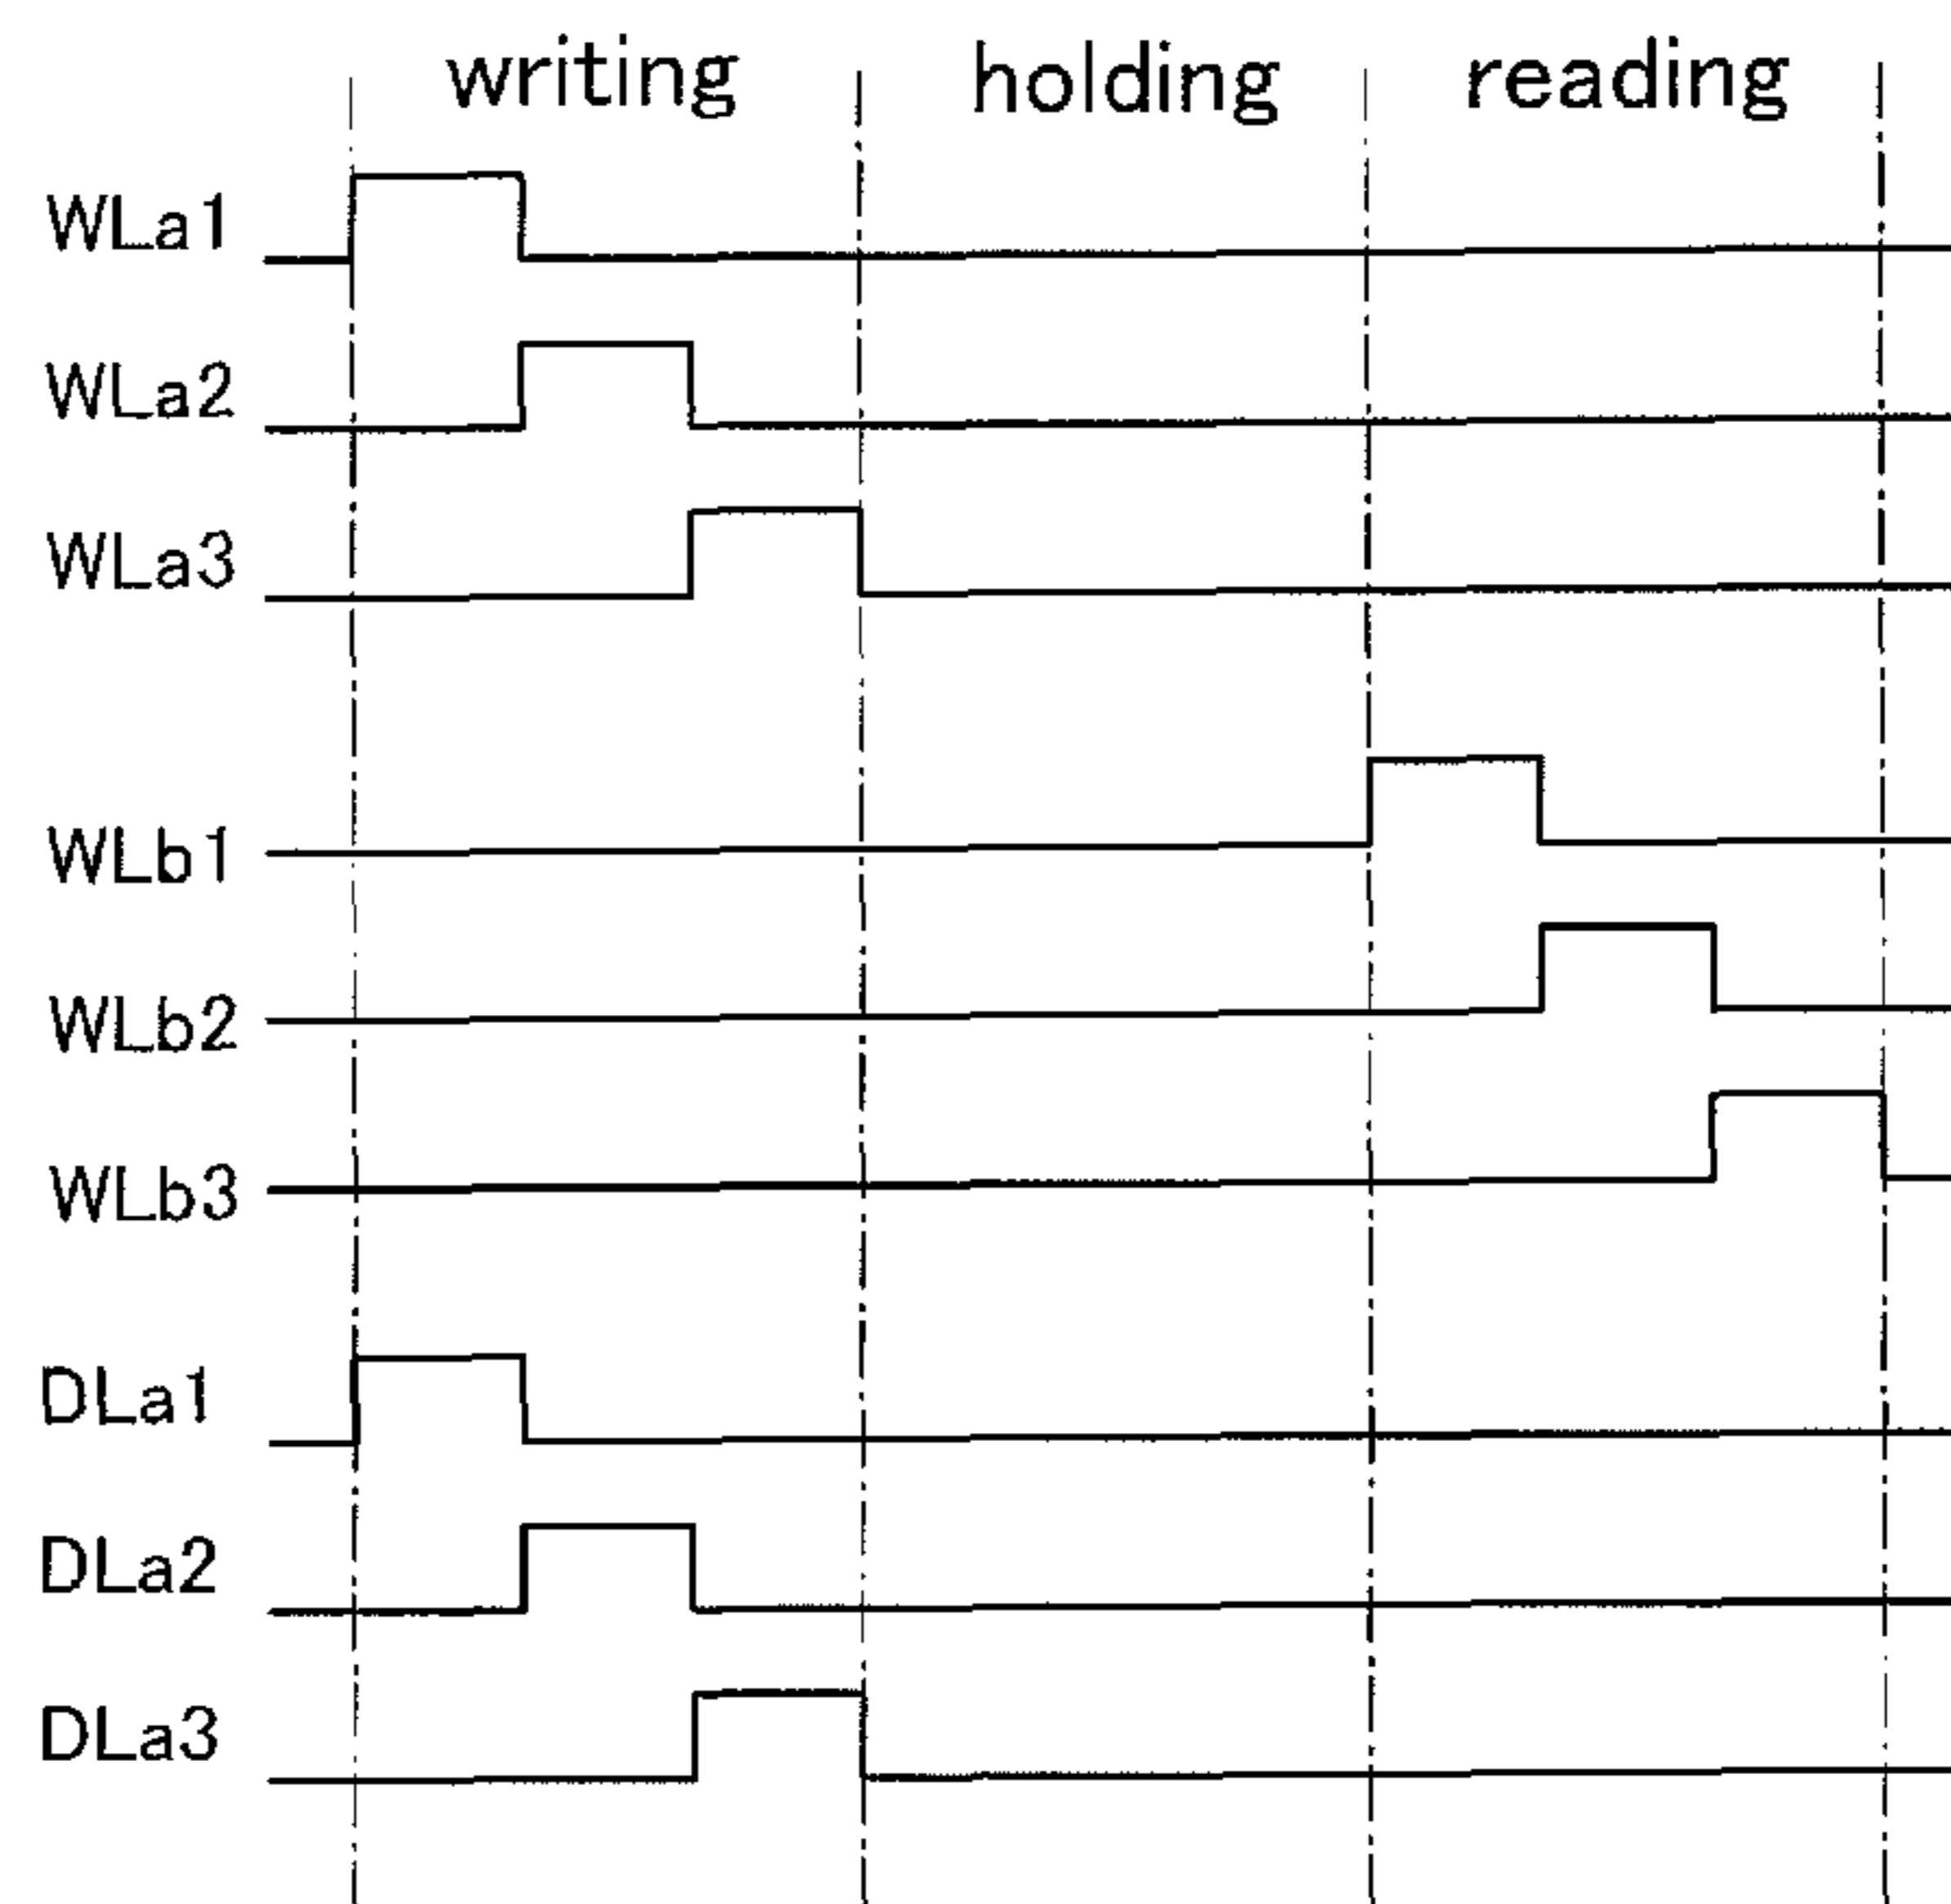 writing holding reading
WLa1
WLa2
WLa3
WLb1
WLb2
WLb3
DLa1
DLa2
DLa3